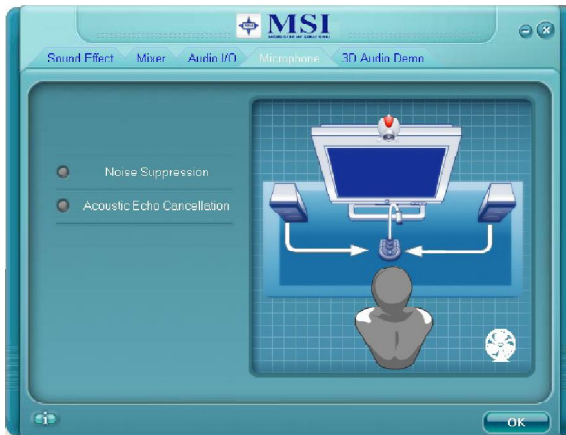 MSI
Sound Effect Mixer Audio I/O Microphone 3D Audio Demo
Noise Suppression
Acoustic Echo Cancellation
OK